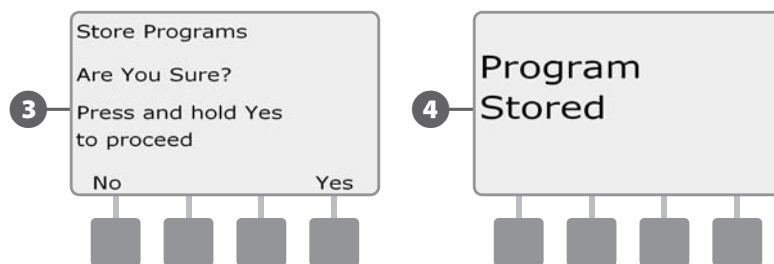 3
Store Programs
Are You Sure?
Press and hold Yes
to proceed
No Yes
4
Program
Stored